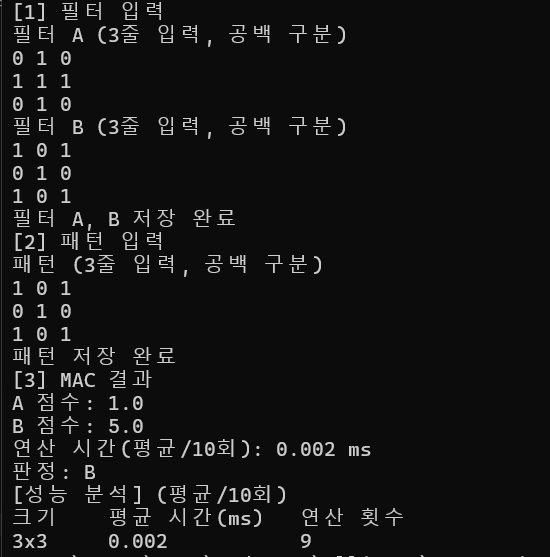 [1] 필터 입력
필터 A (3줄 입력, 공백 구분)
0 1 0
1 1 1
0 1 0
필터 B (3줄 입력, 공백 구분)
1 0 1
0 1 0
1 0 1
필터 A, B 저장 완료
[2] 패턴 입력
패턴 (3줄 입력, 공백 구분)
1 0 1
0 1 0
1 0 1
패턴 저장 완료
[3] MAC 결과
A 점수: 1.0
B 점수: 5.0
연산 시간(평균/10회): 0.002 ms
판정: B
[성능 분석] (평균/10회)
크기 평균 시간(ms) 연산 횟수
3x3 0.002 9